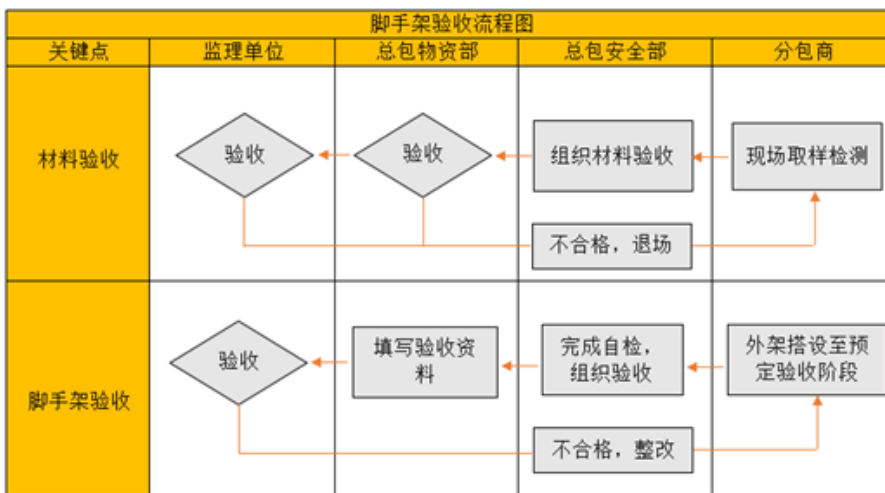 脚手架验收流程图
关键点
监理单位
总包物资部
总包安全部
分包商
材料验收
验收
验收
组织材料验收
现场取样检测
不合格，退场
脚手架验收
验收
填写验收资
料
完成自检，
组织验收
外架搭设至预
定验收阶段
不合格，整改